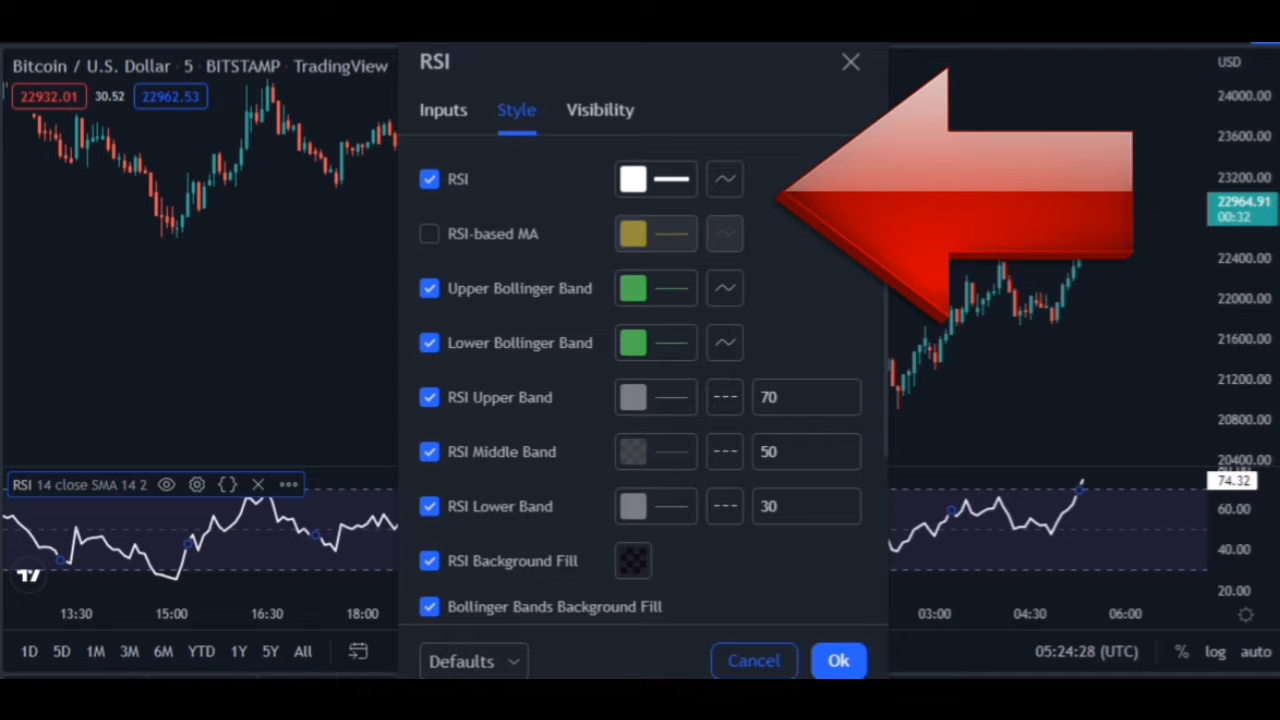 Bitcoin / U.S. Dollar · 5 · BITSTAMP · TradingView
22932.01 30.52 22962.53
RSI
Inputs Style Visibility
RSI
RSI-based MA
Upper Bollinger Band
Lower Bollinger Band
RSI Upper Band 70
RSI Middle Band 50
RSI Lower Band 30
RSI Background Fill
Bollinger Bands Background Fill
Defaults Cancel Ok
USD
24000.00
23600.00
23200.00
22964.91
00:32
22400.00
22000.00
21600.00
21200.00
20800.00
20400.00
RSI 14 close SMA 14 2
74.32
60.00
40.00
20.00
13:30 15:00 16:30 18:00 03:00 04:30 06:00
1D 5D 1M 3M 6M YTD 1Y 5Y All 05:24:28 (UTC) % log auto